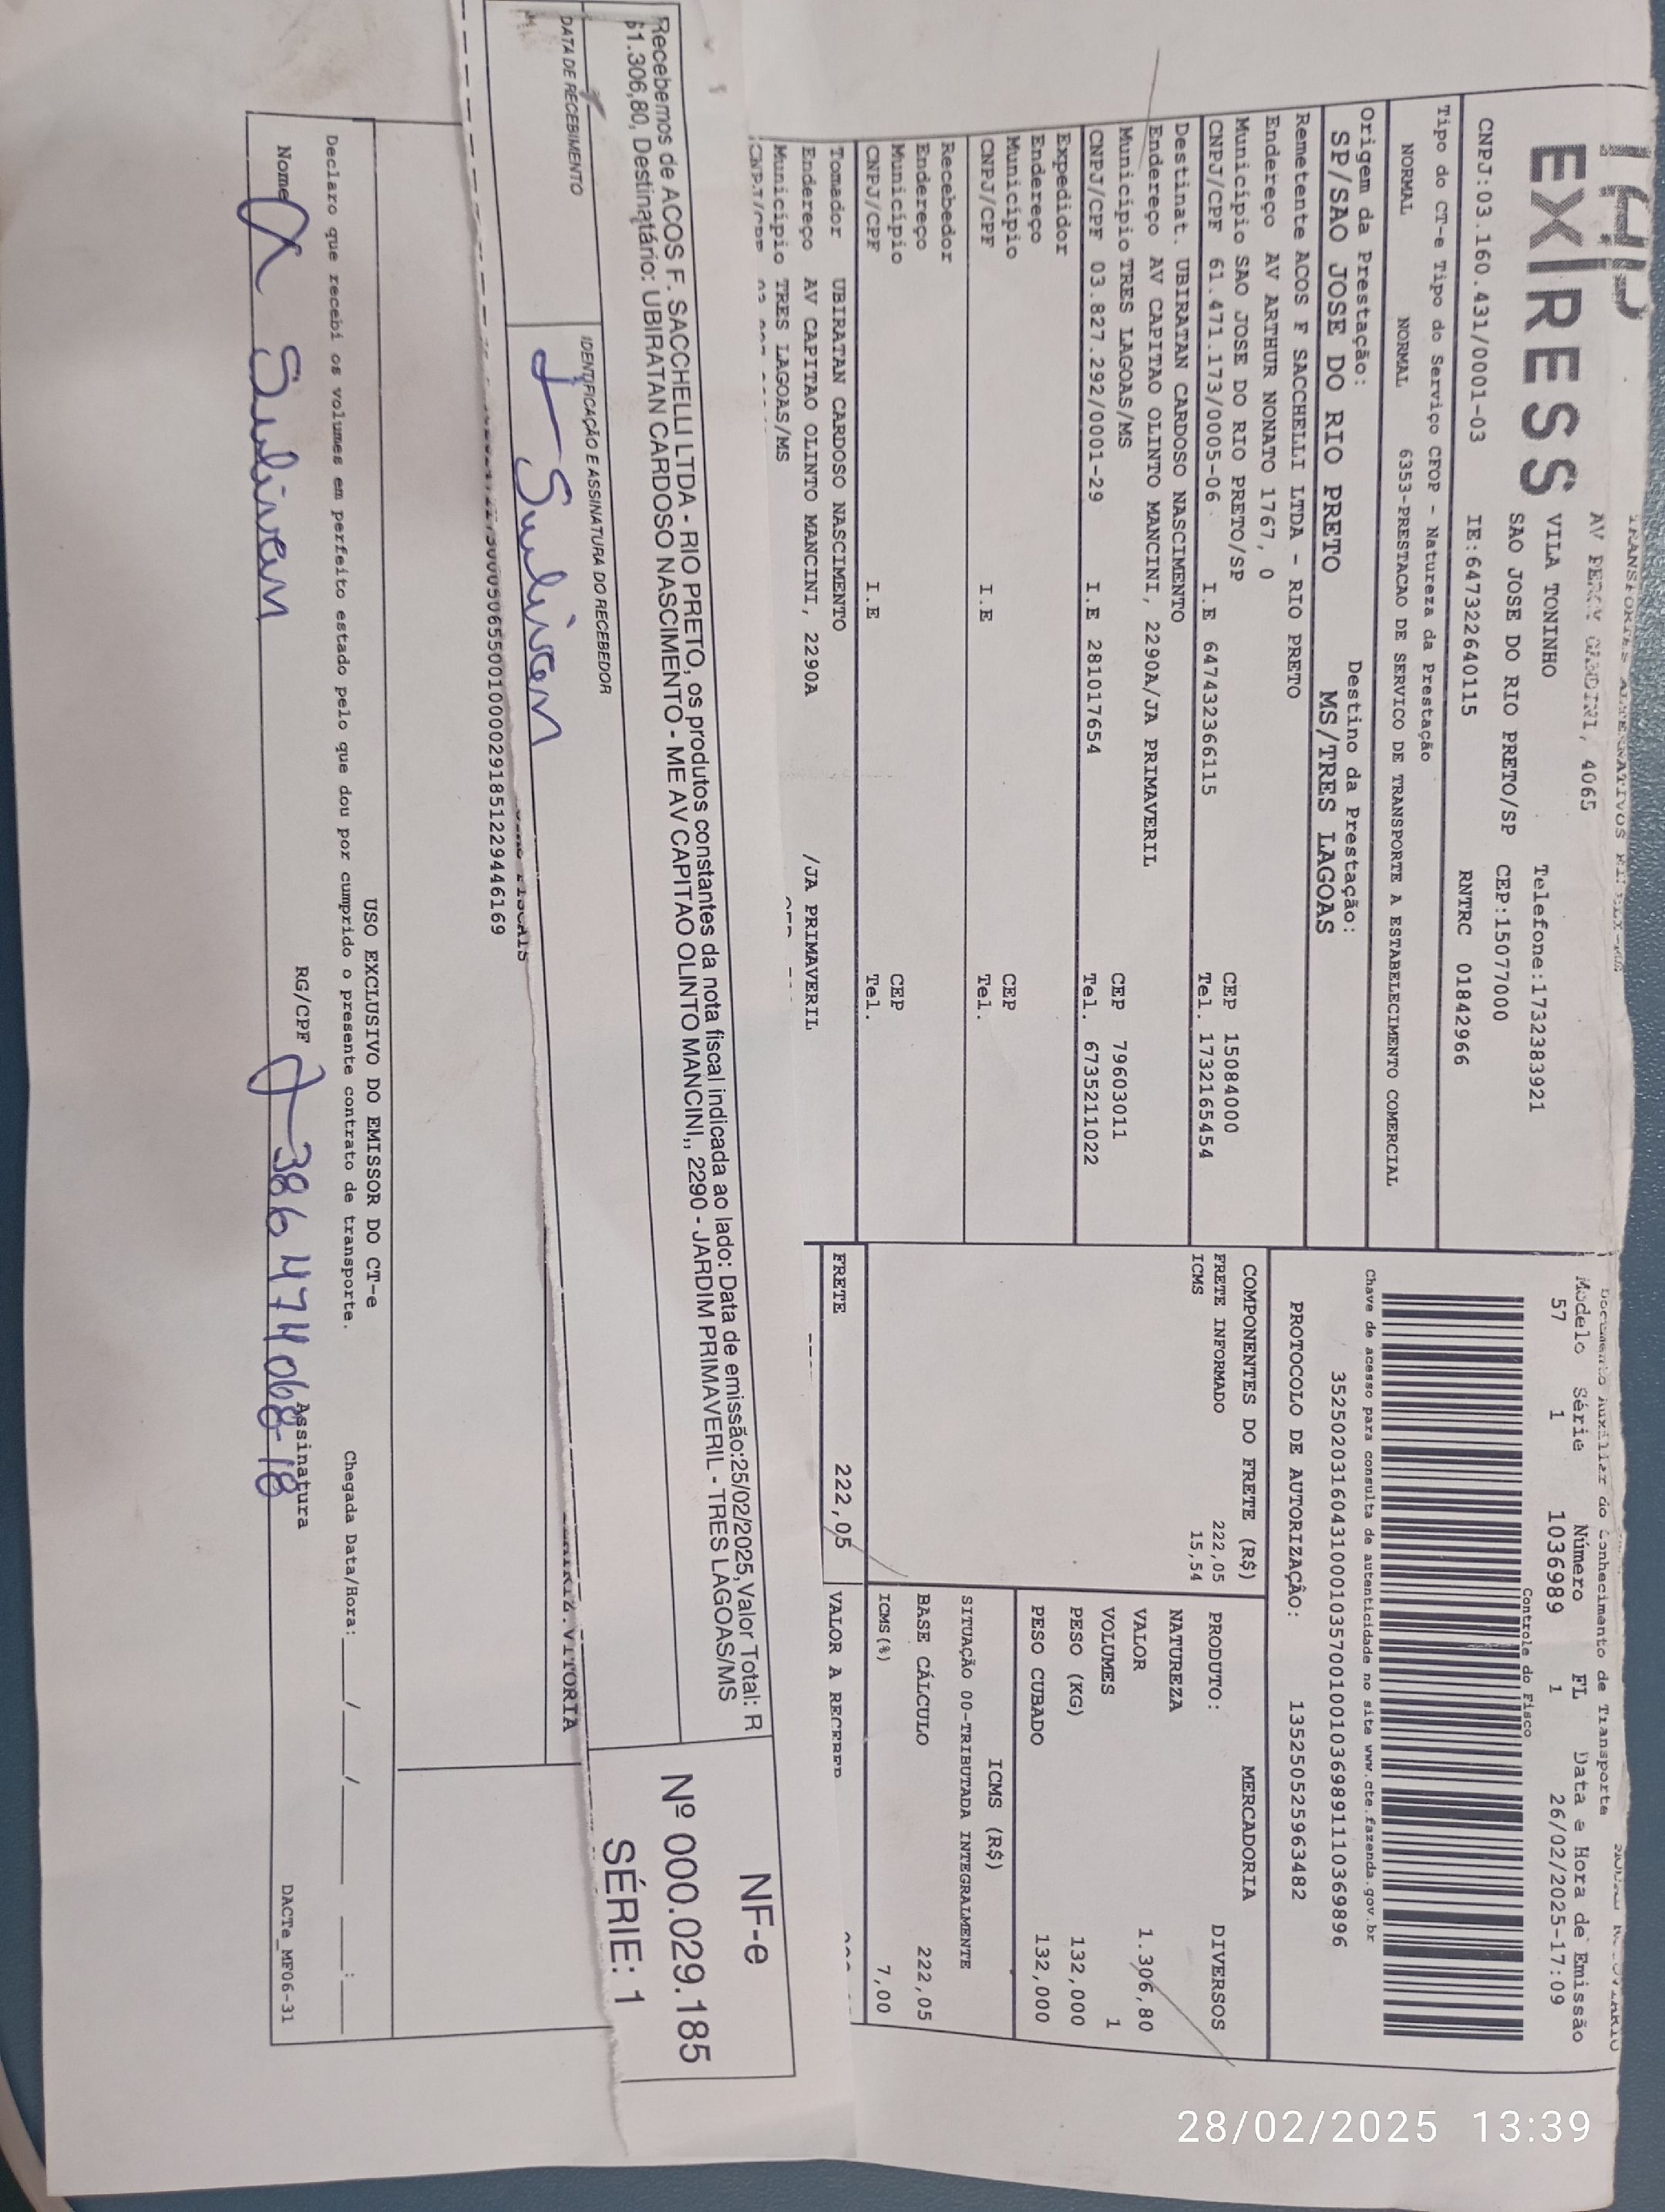 EXPRESS
AV PERCY GANDINI, 4065
VILA TONINHO Telefone:1732383921
SAO JOSE DO RIO PRETO/SP CEP:15077000
CNPJ:03.160.431/0001-03 IE:647322640115 RNTRC 01842966
Documento Auxiliar do Conhecimento de Transporte
Modelo Série Número FL Data e Hora de Emissão
57 1 1036989 1 26/02/2025-17:09
Controle do Fisco
Chave de acesso para consulta de autenticidade no site www.cte.fazenda.gov.br
35250203160431000103570010010369891110369896
PROTOCOLO DE AUTORIZAÇÃO: 135250525963482
Tipo do CT-e Tipo do Serviço CFOP - Natureza da Prestação
NORMAL NORMAL 6353-PRESTACAO DE SERVICO DE TRANSPORTE A ESTABELECIMENTO COMERCIAL
Origem da Prestação: Destino da Prestação:
SP/SAO JOSE DO RIO PRETO MS/TRES LAGOAS
Remetente ACOS F SACCHELLI LTDA - RIO PRETO
Endereço AV ARTHUR NONATO 1767, 0
Município SAO JOSE DO RIO PRETO/SP CEP 15084000
CNPJ/CPF 61.471.173/0005-06 I.E 647432366115 Tel. 1732165454
Destinat. UBIRATAN CARDOSO NASCIMENTO
Endereço AV CAPITAO OLINTO MANCINI, 2290A/JA PRIMAVERIL
Município TRES LAGOAS/MS CEP 79603011
CNPJ/CPF 03.827.292/0001-29 I.E 281017654 Tel. 6735211022
Expedidor
Endereço
Município CEP
CNPJ/CPF I.E Tel.
Recebedor
Endereço
Município CEP
CNPJ/CPF I.E Tel.
Tomador UBIRATAN CARDOSO NASCIMENTO
Endereço AV CAPITAO OLINTO MANCINI, 2290A /JA PRIMAVERIL
Município TRES LAGOAS/MS
COMPONENTES DO FRETE (R$)
FRETE INFORMADO 222,05
ICMS 15,54
MERCADORIA
PRODUTO: DIVERSOS
NATUREZA
VALOR 1.306,80
VOLUMES 1
PESO (KG) 132,000
PESO CUBADO 132,000
ICMS (R$)
SITUAÇÃO 00-TRIBUTADA INTEGRALMENTE
BASE CÁLCULO 222,05
ICMS(%) 7,00
FRETE 222,05 VALOR A RECEBER
Recebemos de ACOS F. SACCHELLI LTDA - RIO PRETO, os produtos constantes da nota fiscal indicada ao lado: Data de emissão:25/02/2025,Valor Total: R
$1.306,80, Destinatário: UBIRATAN CARDOSO NASCIMENTO - ME AV CAPITAO OLINTO MANCINI,, 2290 - JARDIM PRIMAVERIL - TRES LAGOAS/MS
DATA DE RECEBIMENTO
IDENTIFICAÇÃO E ASSINATURA DO RECEBEDOR
Sulivan
NF-e
Nº 000.029.185
SÉRIE: 1
USO EXCLUSIVO DO EMISSOR DO CT-e
Declaro que recebi os volumes em perfeito estado pelo que dou por cumprido o presente contrato de transporte. Chegada Data/Hora:____/____/______ ____:____
Nome Sulivan RG/CPF 386 474 068-18 Assinatura DACTe_MF06-31
28/02/2025 13:39